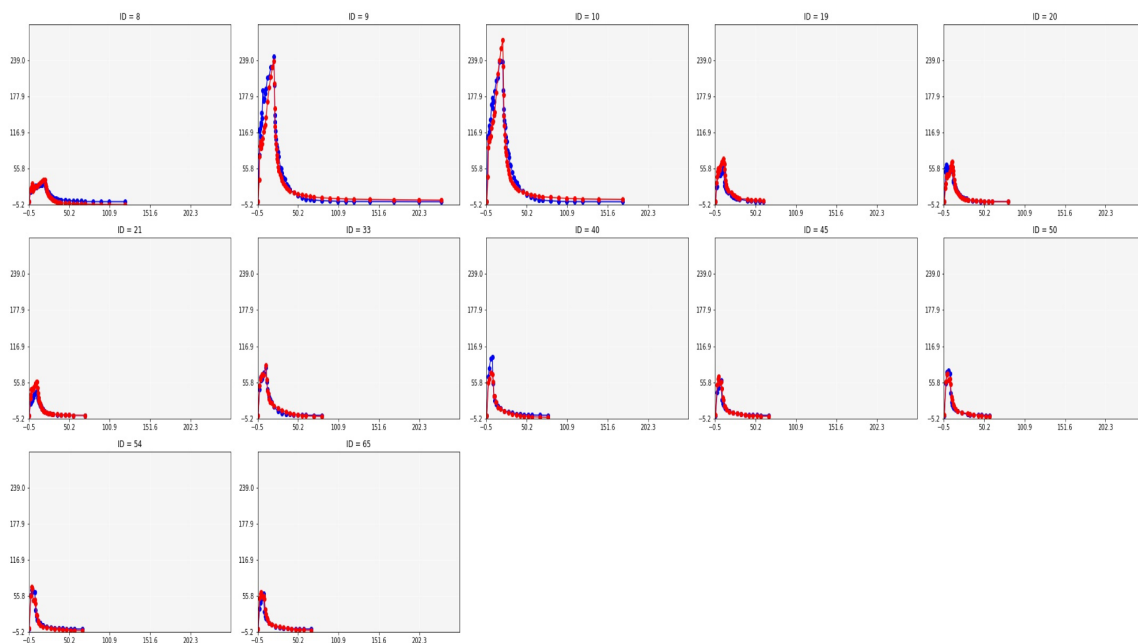 ID = 8 ID = 9 ID = 10 ID = 19 ID = 20
239.0 239.0 239.0 239.0 239.0
177.9 177.9 177.9 177.9 177.9
116.9 116.9 116.9 116.9 116.9
55.8 55.8 55.8 55.8 55.8
-5.2 -5.2 -5.2 -5.2 -5.2
-0.5 50.2 100.9 151.6 202.3 -0.5 50.2 100.9 151.6 202.3 -0.5 50.2 100.9 151.6 202.3 -0.5 50.2 100.9 151.6 202.3 -0.5 50.2 100.9 151.6 202.3
ID = 21 ID = 33 ID = 40 ID = 45 ID = 50
239.0 239.0 239.0 239.0 239.0
177.9 177.9 177.9 177.9 177.9
116.9 116.9 116.9 116.9 116.9
55.8 55.8 55.8 55.8 55.8
-5.2 -5.2 -5.2 -5.2 -5.2
-0.5 50.2 100.9 151.6 202.3 -0.5 50.2 100.9 151.6 202.3 -0.5 50.2 100.9 151.6 202.3 -0.5 50.2 100.9 151.6 202.3 -0.5 50.2 100.9 151.6 202.3
ID = 54 ID = 65
239.0 239.0
177.9 177.9
116.9 116.9
55.8 55.8
-5.2 -5.2
-0.5 50.2 100.9 151.6 202.3 -0.5 50.2 100.9 151.6 202.3